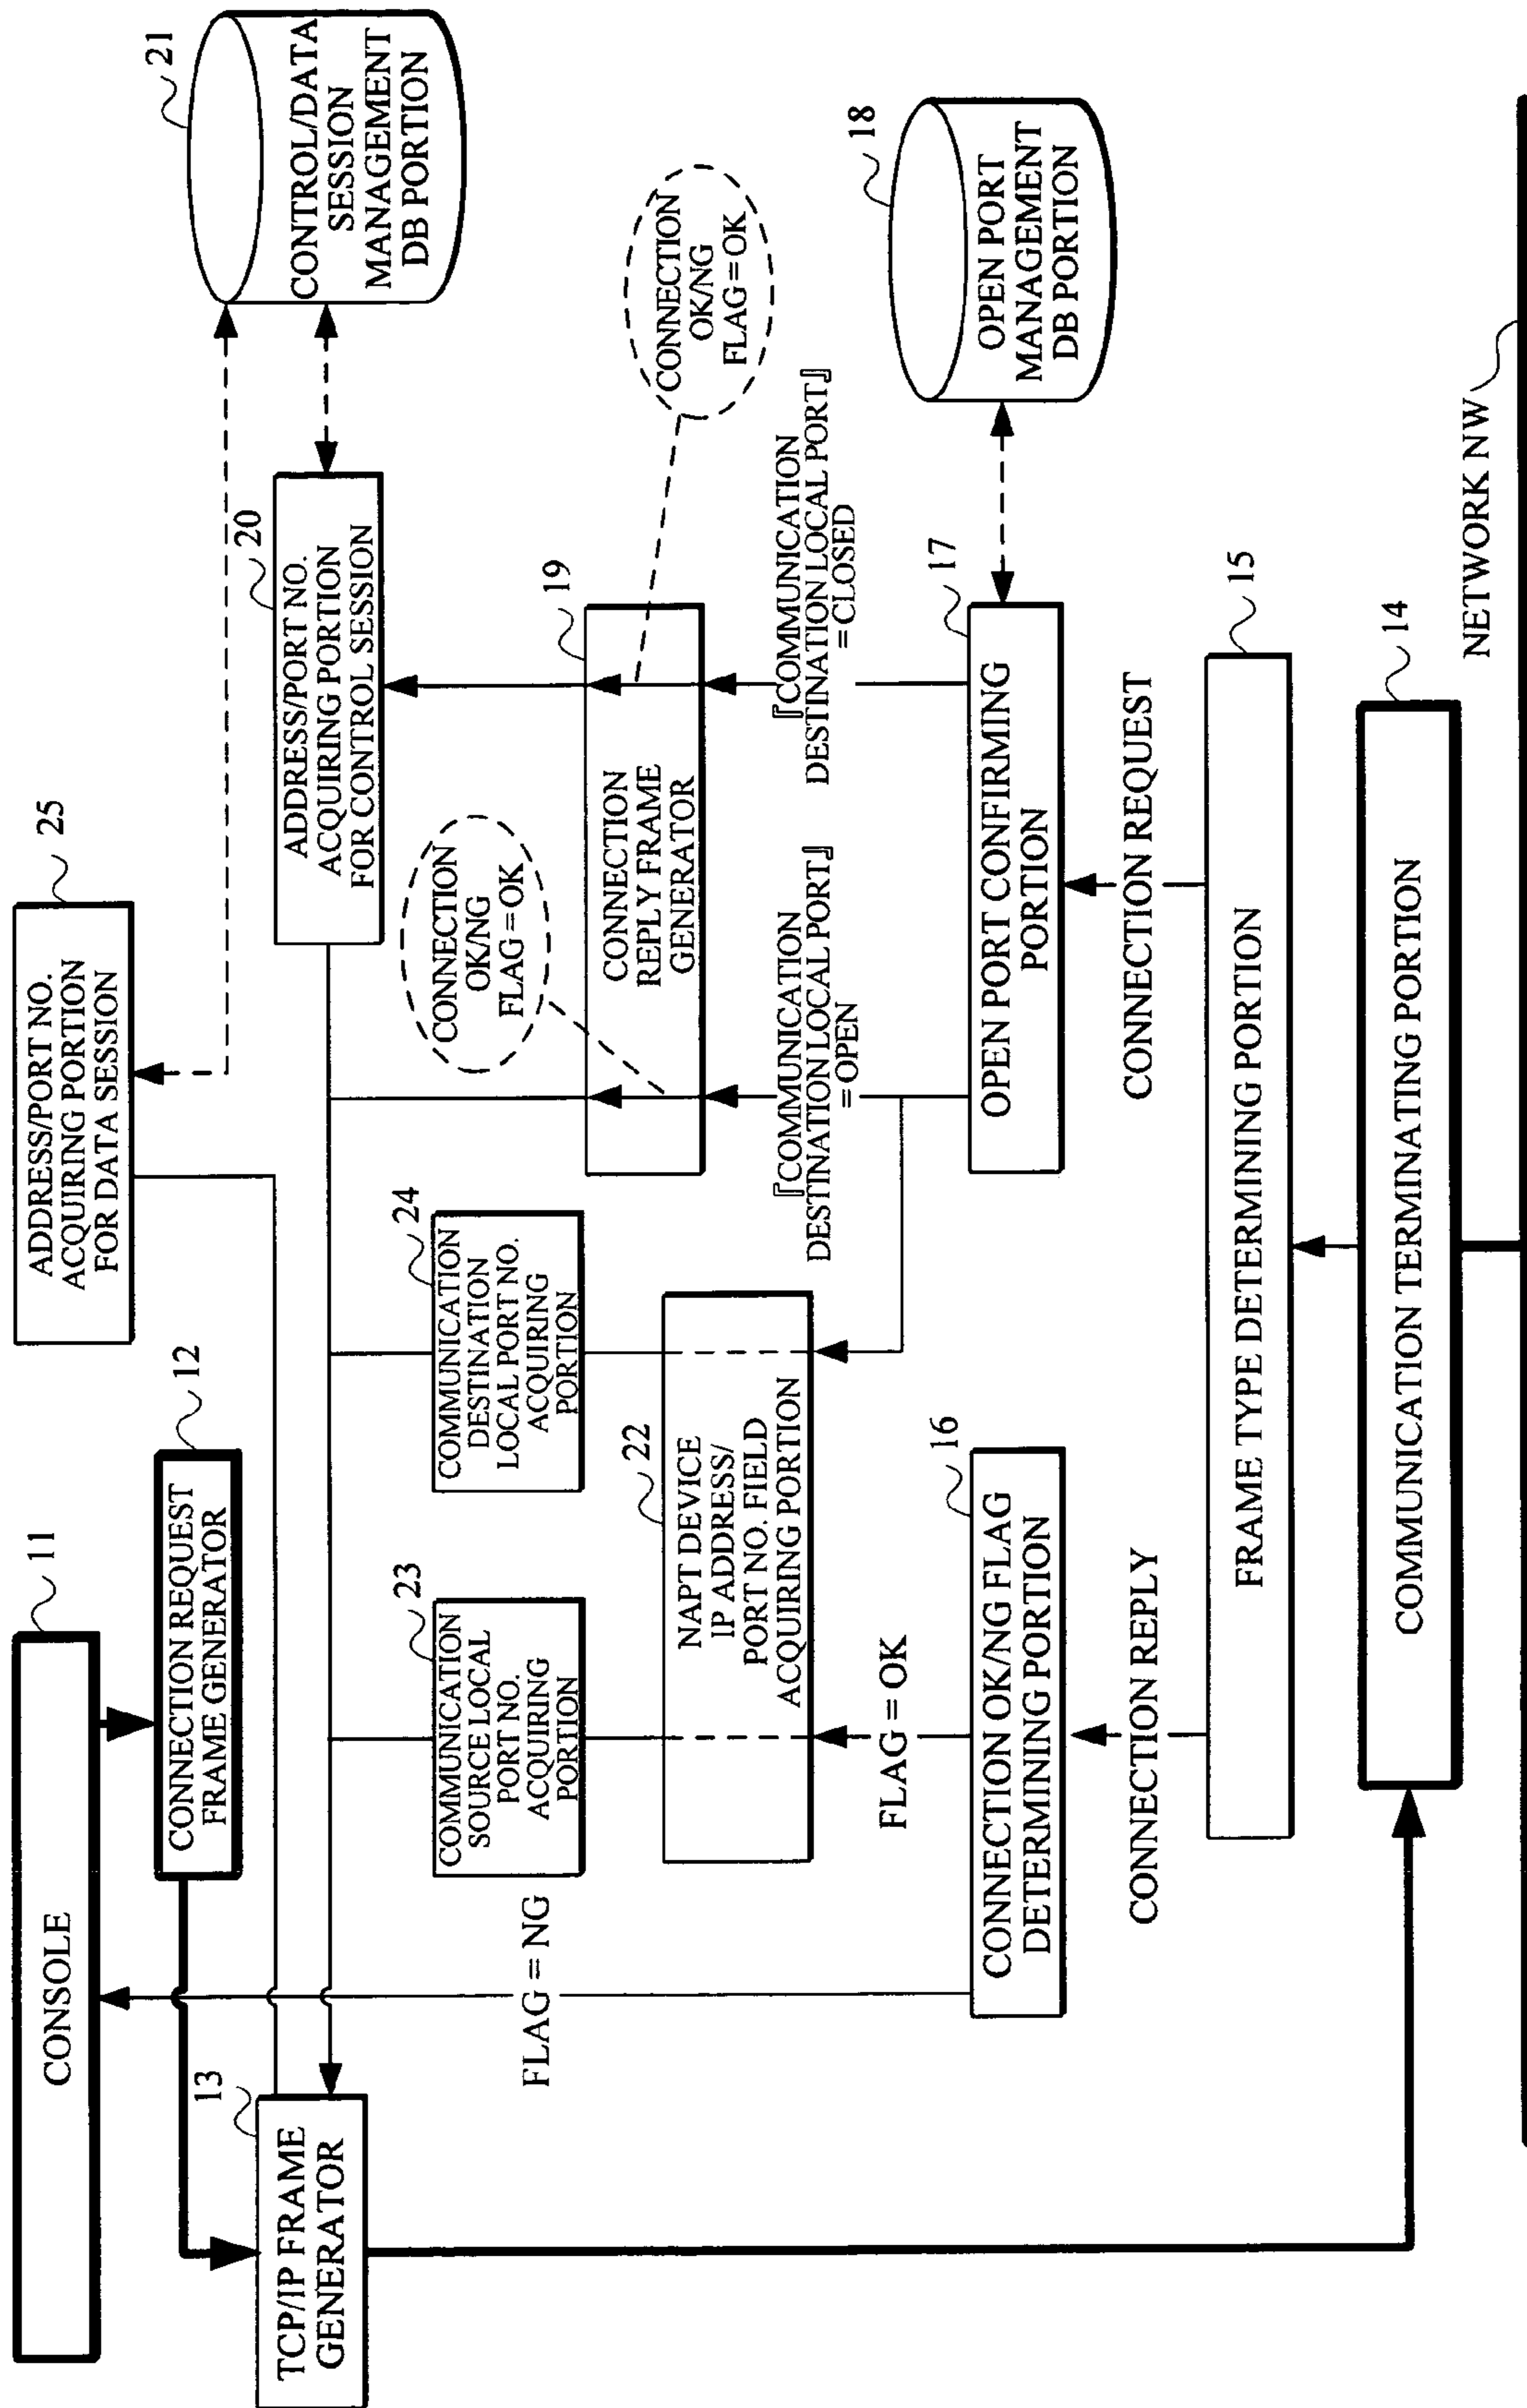 CONSOLE
11
CONNECTION REQUEST
FRAME GENERATOR
12
ADDRESS/PORT NO.
ACQUIRING PORTION
FOR DATA SESSION
25
TCP/IP FRAME
GENERATOR
13
ADDRESS/PORT NO.
ACQUIRING PORTION
FOR CONTROL SESSION
20
CONTROL/DATA
SESSION
MANAGEMENT
DB PORTION
21
FLAG = NG
COMMUNICATION
SOURCE LOCAL
PORT NO.
ACQUIRING
PORTION
23
COMMUNICATION
DESTINATION
LOCAL PORT NO.
ACQUIRING
PORTION
24
CONNECTION
OK/NG
FLAG = OK
CONNECTION
REPLY FRAME
GENERATOR
19
CONNECTION
OK/NG
FLAG = OK
NAPT DEVICE
IP ADDRESS/
PORT NO. FIELD
ACQUIRING PORTION
22
『COMMUNICATION
DESTINATION LOCAL PORT』
= OPEN
『COMMUNICATION
DESTINATION LOCAL PORT』
= CLOSED
FLAG = OK
CONNECTION OK/NG FLAG
DETERMINING PORTION
16
OPEN PORT CONFIRMING
PORTION
17
OPEN PORT
MANAGEMENT
DB PORTION
18
CONNECTION REPLY
CONNECTION REQUEST
FRAME TYPE DETERMINING PORTION
15
COMMUNICATION TERMINATING PORTION
14
NETWORK NW